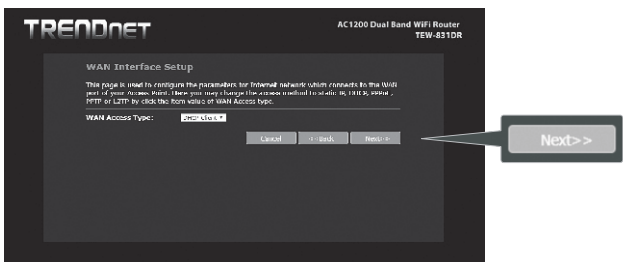 TRENDnet
AC1200 Dual Band WiFi Router
TEW-831DR
WAN Interface Setup
This page is used to configure the parameters for Internet network which connects to the WAN
port of your Access Point. Here you may change the access method to static IP, DHCP, PPPoE,
PPTP or L2TP by click the item value of WAN Access type.
WAN Access Type: DHCP Client
Cancel <<Back Next>>
Next>>